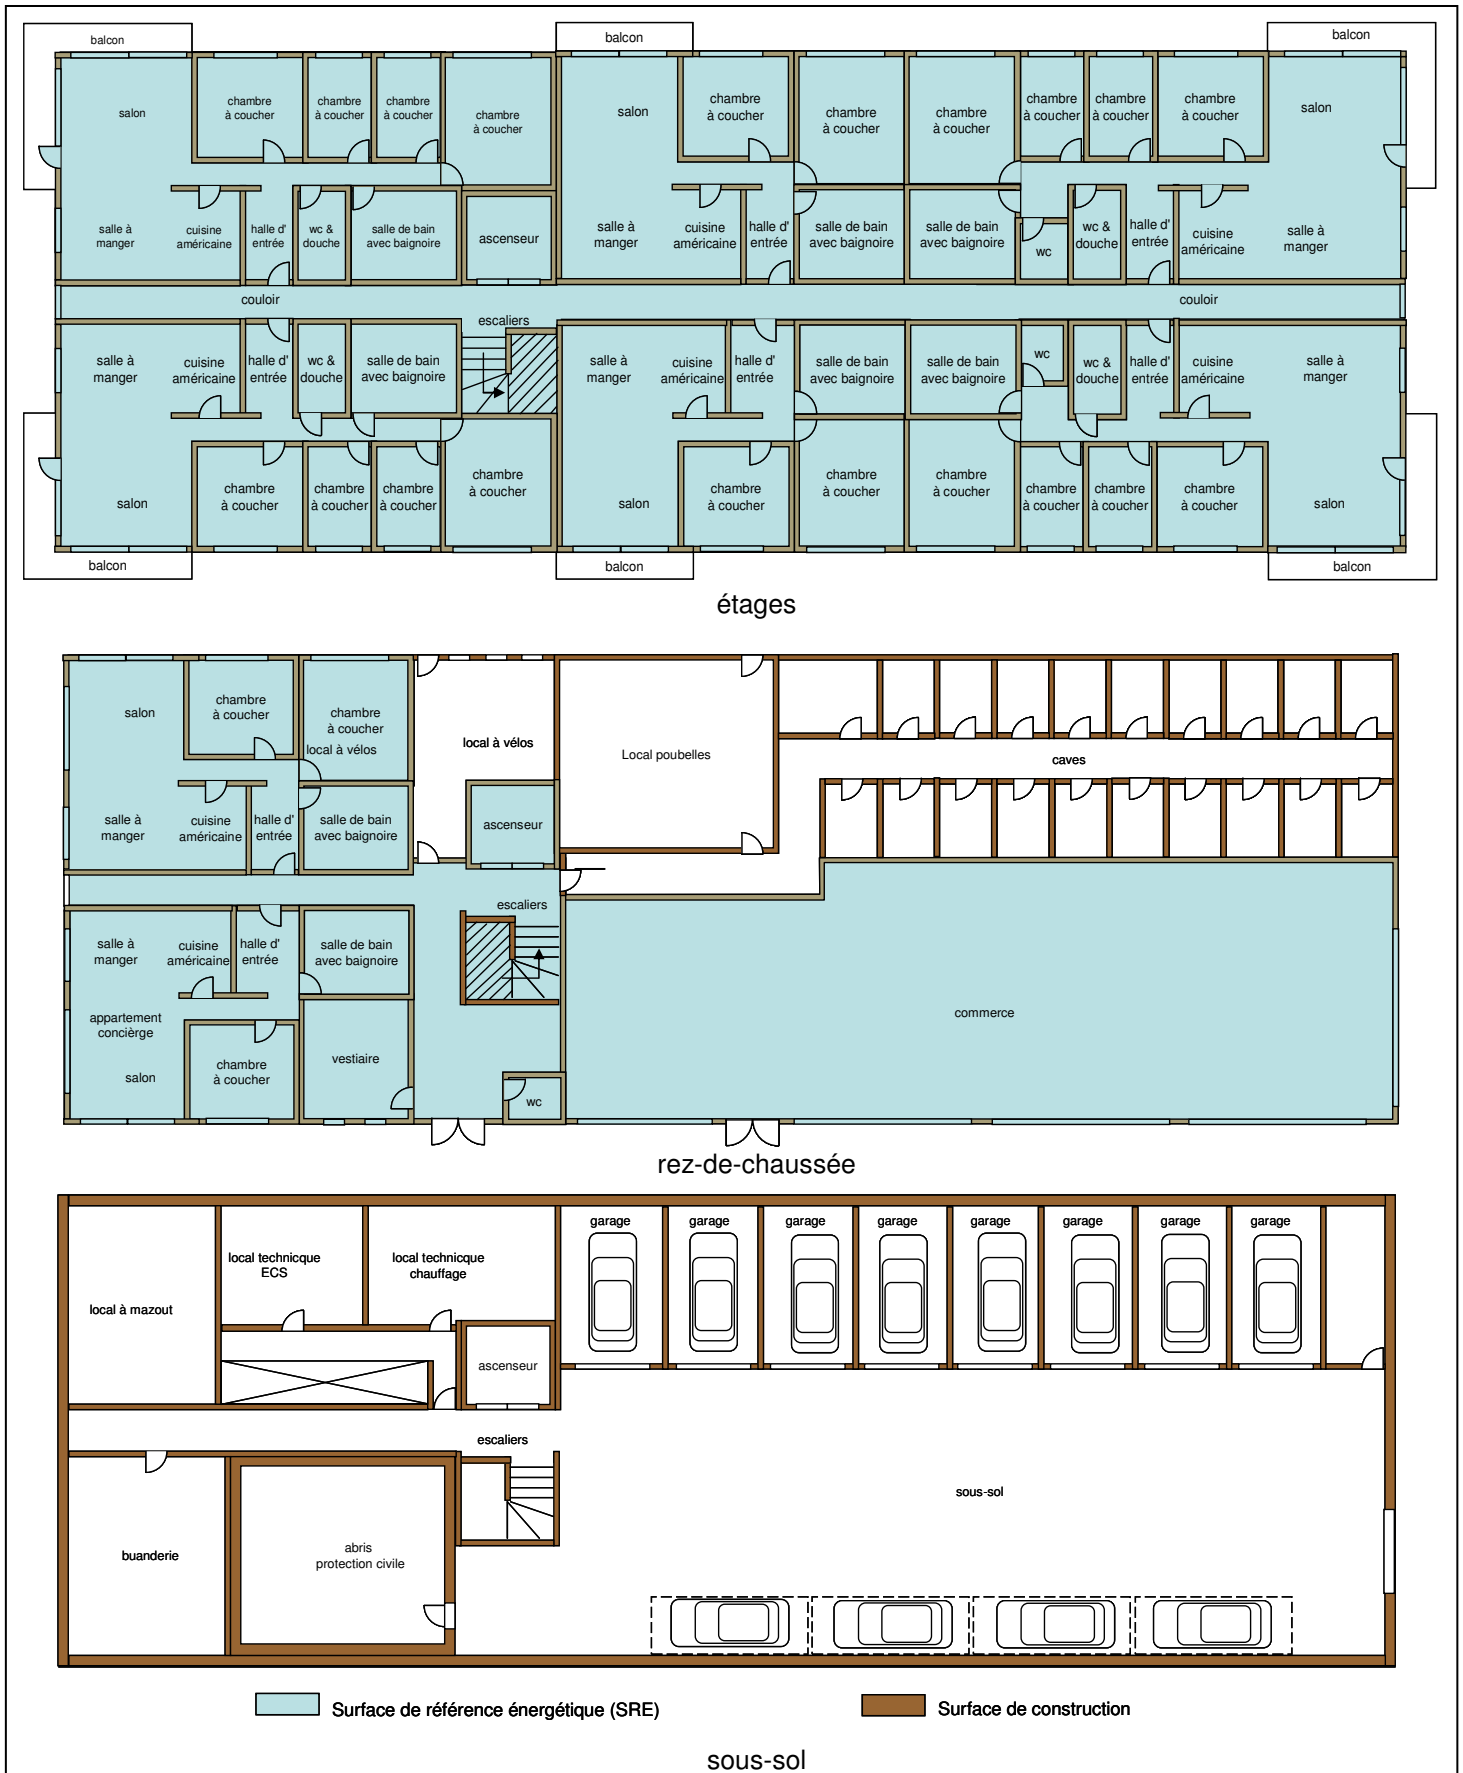 balcon
balcon
balcon
salon
chambre
à coucher
chambre
à coucher
chambre
à coucher
chambre
à coucher
salon
chambre
à coucher
chambre
à coucher
chambre
à coucher
chambre
à coucher
chambre
à coucher
chambre
à coucher
salon
salle à
manger
cuisine
américaine
halle d'
entrée
wc &
douche
salle de bain
avec baignoire
ascenseur
salle à
manger
cuisine
américaine
halle d'
entrée
salle de bain
avec baignoire
salle de bain
avec baignoire
wc
wc &
douche
halle d'
entrée
cuisine
américaine
salle à
manger
couloir
couloir
escaliers
salle à
manger
cuisine
américaine
halle d'
entrée
wc &
douche
salle de bain
avec baignoire
salle à
manger
cuisine
américaine
halle d'
entrée
salle de bain
avec baignoire
salle de bain
avec baignoire
wc
wc &
douche
halle d'
entrée
cuisine
américaine
salle à
manger
salon
chambre
à coucher
chambre
à coucher
chambre
à coucher
chambre
à coucher
salon
chambre
à coucher
chambre
à coucher
chambre
à coucher
chambre
à coucher
chambre
à coucher
chambre
à coucher
salon
balcon
balcon
balcon
étages
salon
chambre
à coucher
chambre
à coucher
local à vélos
local à vélos
Local poubelles
caves
salle à
manger
cuisine
américaine
halle d'
entrée
salle de bain
avec baignoire
ascenseur
escaliers
salle à
manger
cuisine
américaine
halle d'
entrée
salle de bain
avec baignoire
appartement
concièrge
salon
chambre
à coucher
vestiaire
wc
commerce
rez-de-chaussée
garage
garage
garage
garage
garage
garage
garage
garage
local technicque
ECS
local technicque
chauffage
local à mazout
ascenseur
escaliers
sous-sol
buanderie
abris
protection civile
Surface de référence énergétique (SRE)
Surface de construction
sous-sol